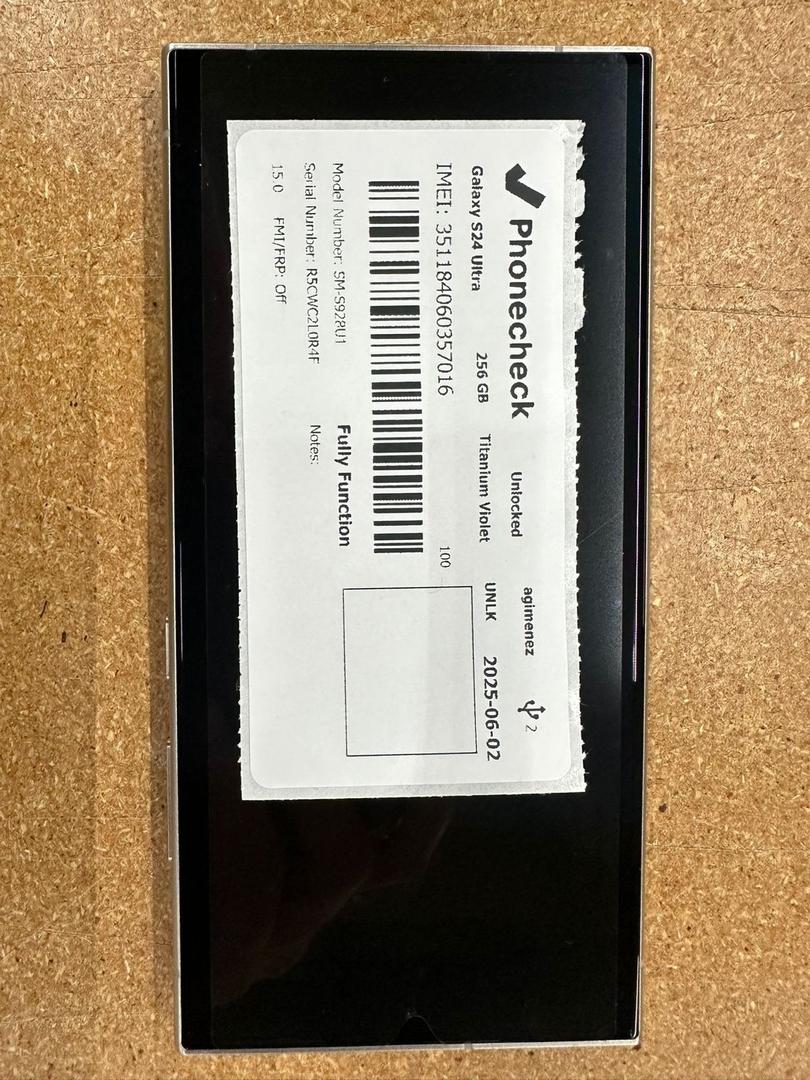 Phonecheck Unlocked agimenez 2
Galaxy S24 Ultra 256 GB Titanium Violet UNLK 2025-06-02
IMEI: 351184060357016 100
Model Number: SM-S928U1 Fully Function
Serial Number: R5CWC2L0R4F Notes:
15.0 FMI/FRP: Off